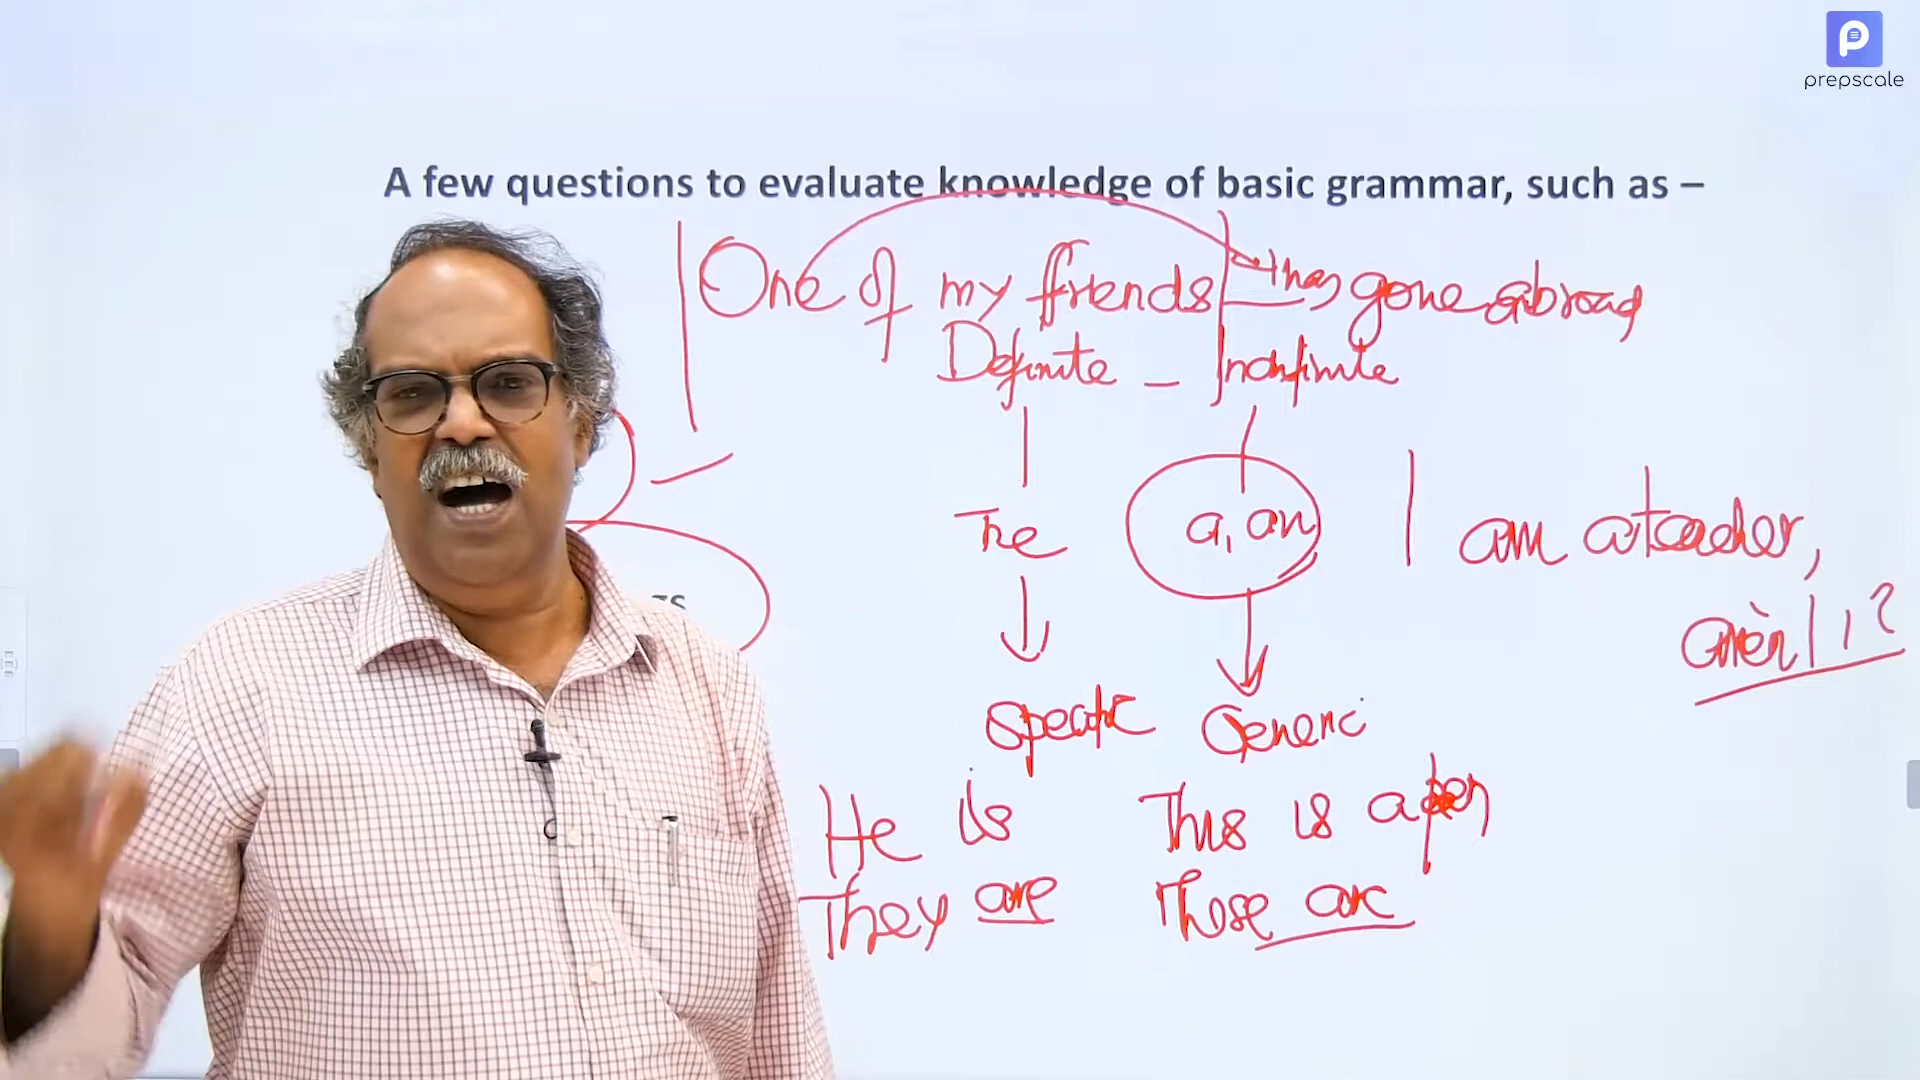 prepscale
A few questions to evaluate knowledge of basic grammar, such as –
One of my friends has gone abroad
Definite – Indefinite
The a, an I am a teacher,
aren't I, ?
Specific Generic
He is This is a pen
They are These are